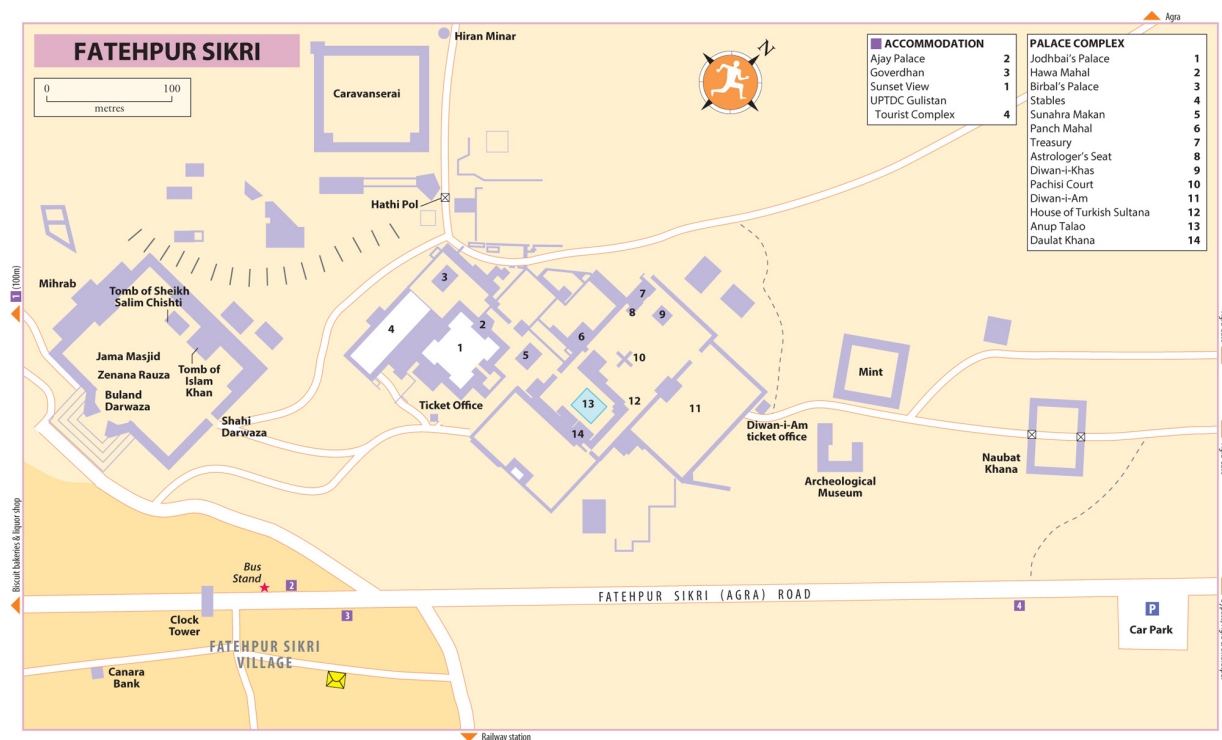 FATEHPUR SIKRI
0 100
metres
Agra
Hiran Minar
Caravanserai
N
ACCOMMODATION
Ajay Palace 2
Goverdhan 3
Sunset View 1
UPTDC Gulistan
Tourist Complex 4
PALACE COMPLEX
Jodhbai's Palace 1
Hawa Mahal 2
Birbal's Palace 3
Stables 4
Sunahra Makan 5
Panch Mahal 6
Treasury 7
Astrologer's Seat 8
Diwan-i-Khas 9
Pachisi Court 10
Diwan-i-Am 11
House of Turkish Sultana 12
Anup Talao 13
Daulat Khana 14
Hathi Pol
1 (100m)
Mihrab
Tomb of Sheikh
Salim Chishti
Jama Masjid
Zenana Rauza
Tomb of
Islam
Khan
Buland
Darwaza
Shahi
Darwaza
3
4
2
1
5
6
7
8
9
10
11
12
13
14
Ticket Office
Diwan-i-Am
ticket office
Mint
Archeological
Museum
Naubat
Khana
Biscuit bakeries & liquor shop
Bus
Stand
2
3
4
FATEHPUR SIKRI (AGRA) ROAD
P
Car Park
Clock
Tower
FATEHPUR SIKRI
VILLAGE
Canara
Bank
Railway station